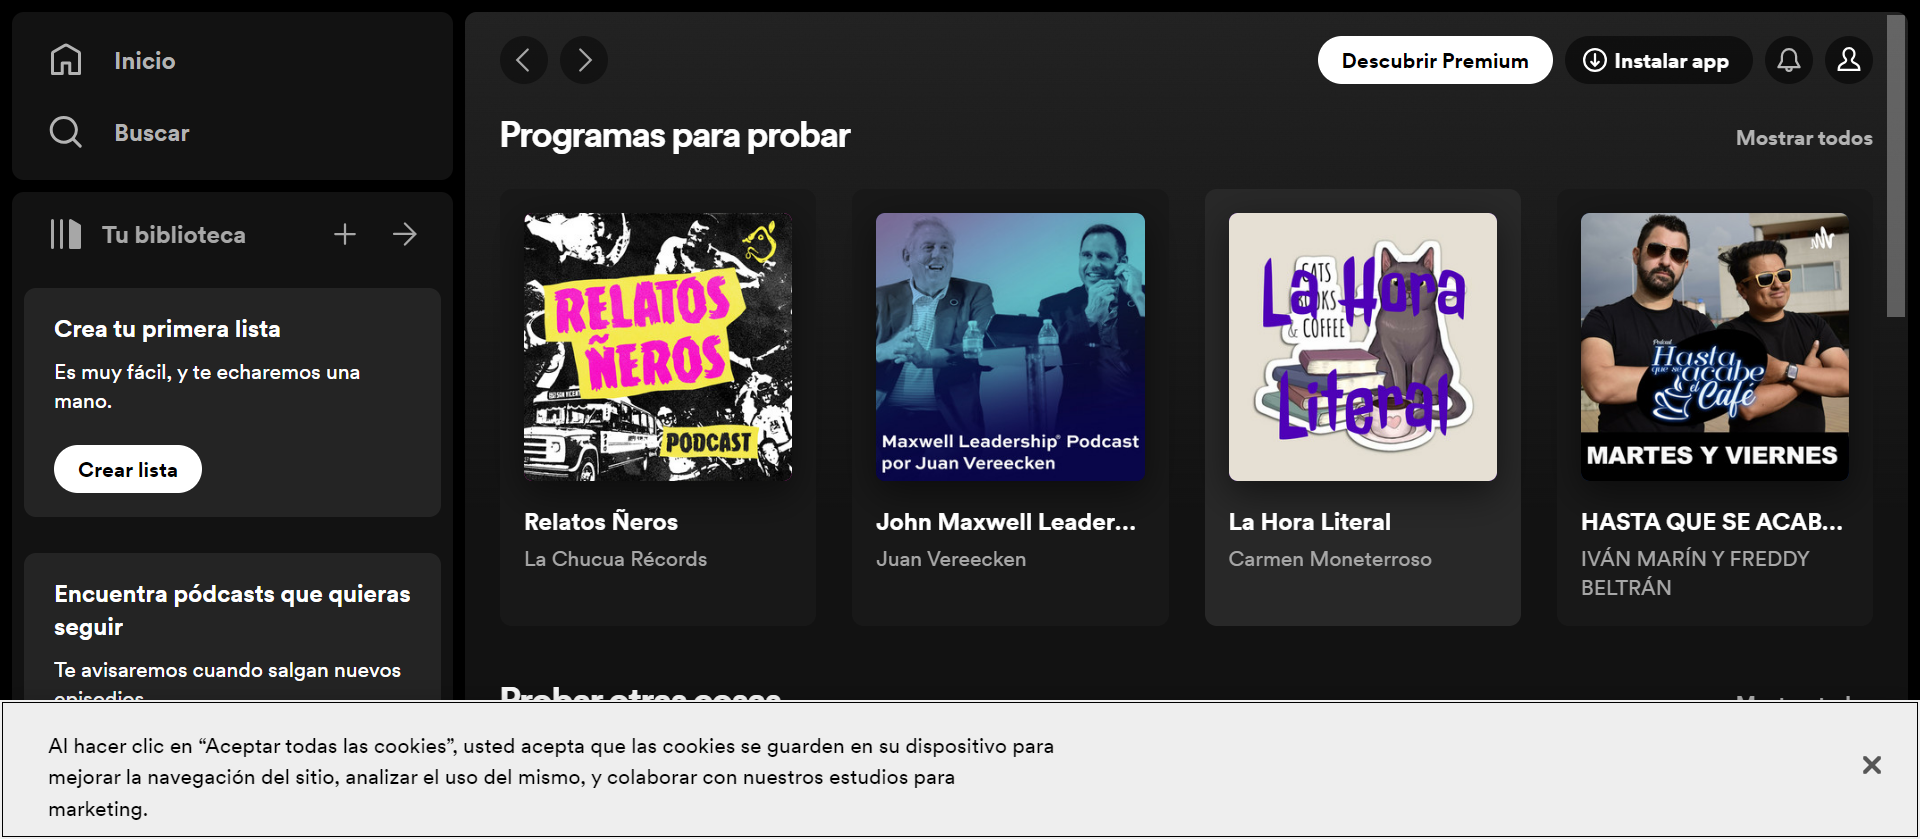 Inicio
Buscar
Tu biblioteca
Crea tu primera lista
Es muy fácil, y te echaremos una
mano.
Crear lista
Encuentra pódcasts que quieras
seguir
Te avisaremos cuando salgan nuevos
episodios
Descubrir Premium
Instalar app
Programas para probar
Mostrar todos
RELATOS
ÑEROS
PODCAST
Relatos Ñeros
La Chucua Récords
Maxwell Leadership® Podcast
por Juan Vereecken
John Maxwell Leader...
Juan Vereecken
CATS
BOOKS
& COFFEE
La Hora
Literal
La Hora Literal
Carmen Moneterroso
Podcast
Hasta
que se acabe
el
Café
MARTES Y VIERNES
HASTA QUE SE ACAB...
IVÁN MARÍN Y FREDDY
BELTRÁN
Probar otras cosas
Mostrar todos
Al hacer clic en “Aceptar todas las cookies”, usted acepta que las cookies se guarden en su dispositivo para
mejorar la navegación del sitio, analizar el uso del mismo, y colaborar con nuestros estudios para
marketing.